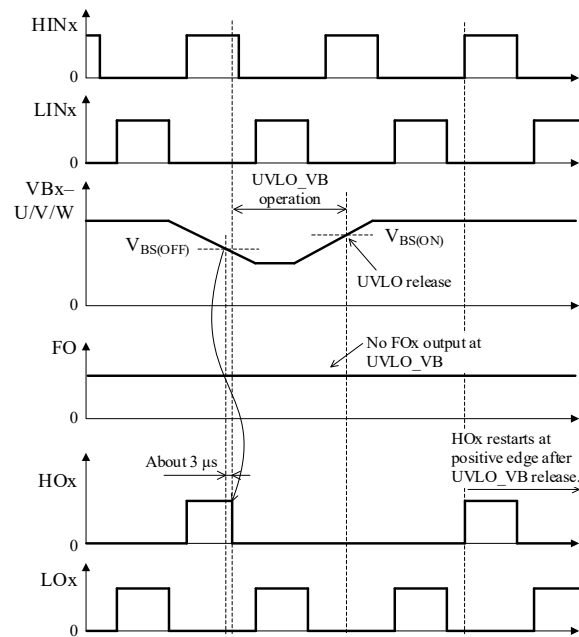 HINx
0
LINx
0
VBx–
U/V/W
UVLO_VB
operation
VBS(OFF)
VBS(ON)
UVLO release
0
FO
No FOx output at
UVLO_VB
0
HOx restarts at
positive edge after
UVLO_VB release.
About 3 µs
HOx
0
LOx
0